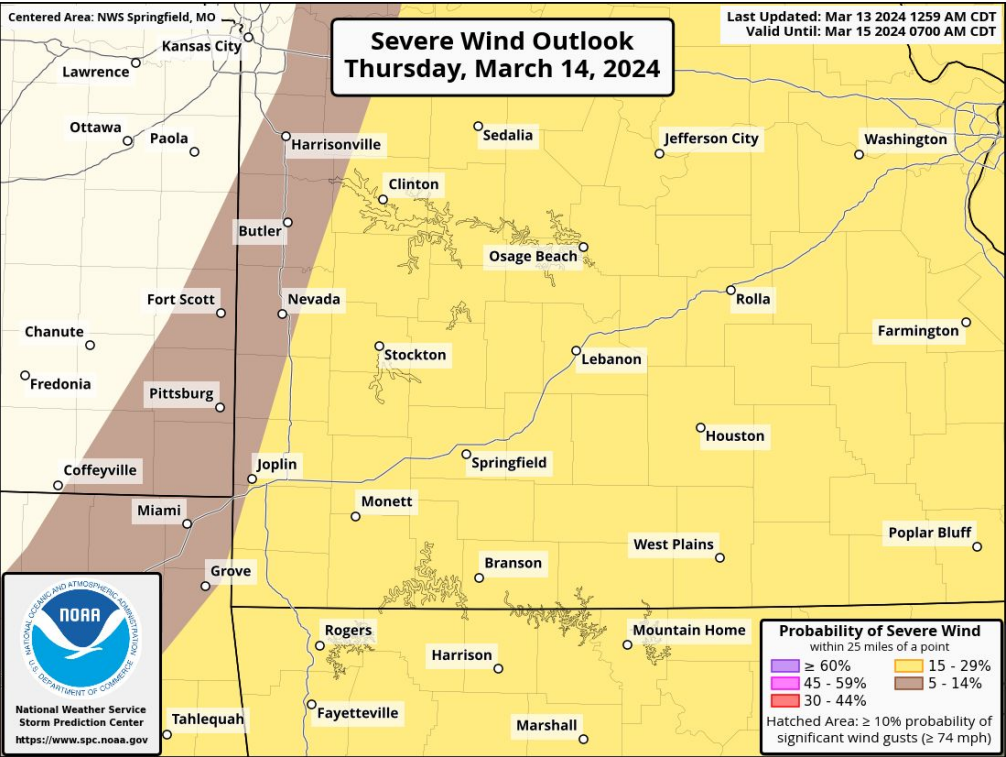 Centered Area: NWS Springfield, MO
Severe Wind Outlook
Thursday, March 14, 2024
Last Updated: Mar 13 2024 1259 AM CDT
Valid Until: Mar 15 2024 0700 AM CDT
Kansas City
Lawrence
Ottawa
Paola
Harrisonville
Sedalia
Jefferson City
Washington
Clinton
Butler
Osage Beach
Fort Scott
Nevada
Rolla
Chanute
Stockton
Lebanon
Farmington
Fredonia
Pittsburg
Houston
Coffeyville
Joplin
Springfield
Miami
Monett
West Plains
Poplar Bluff
Grove
Branson
Rogers
Harrison
Mountain Home
Tahlequah
Fayetteville
Marshall
NATIONAL OCEANIC AND ATMOSPHERIC ADMINISTRATION
NOAA
U.S. DEPARTMENT OF COMMERCE
National Weather Service
Storm Prediction Center
https://www.spc.noaa.gov
Probability of Severe Wind
within 25 miles of a point
≥ 60%
45 - 59%
30 - 44%
15 - 29%
5 - 14%
Hatched Area: ≥ 10% probability of
significant wind gusts (≥ 74 mph)